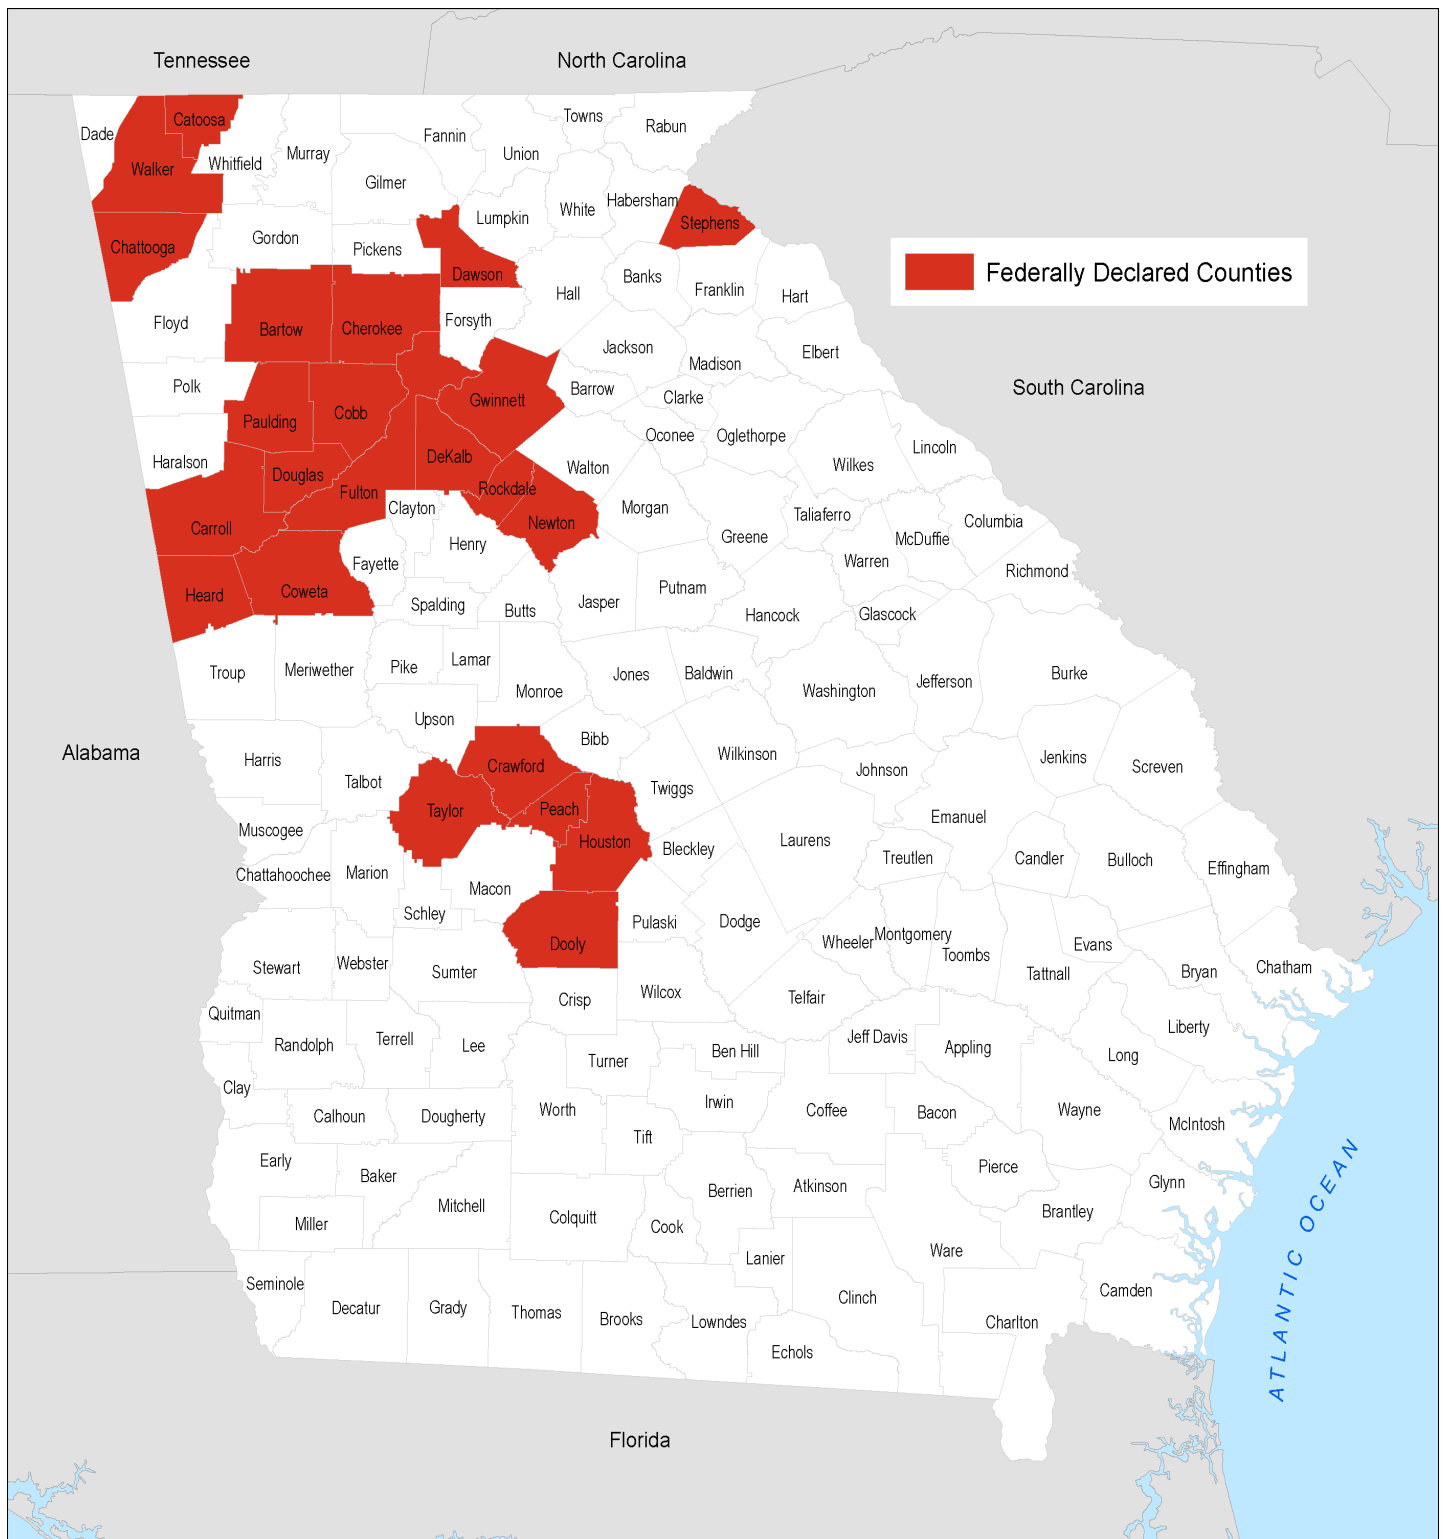 Tennessee
North Carolina
Dade
Catoosa
Walker
Whitfield
Murray
Fannin
Union
Towns
Rabun
Gilmer
Lumpkin
White
Habersham
Stephens
Chattooga
Gordon
Pickens
Dawson
Hall
Banks
Franklin
Hart
Federally Declared Counties
Floyd
Bartow
Cherokee
Forsyth
Jackson
Madison
Elbert
South Carolina
Polk
Paulding
Cobb
Gwinnett
Barrow
Clarke
Oconee
Oglethorpe
Wilkes
Lincoln
Haralson
Douglas
Fulton
DeKalb
Rockdale
Walton
Newton
Carroll
Clayton
Henry
Morgan
Greene
Taliaferro
McDuffie
Columbia
Warren
Richmond
Heard
Coweta
Fayette
Spalding
Butts
Jasper
Putnam
Hancock
Glascock
Troup
Meriwether
Pike
Lamar
Monroe
Jones
Baldwin
Washington
Jefferson
Burke
Upson
Bibb
Alabama
Harris
Talbot
Crawford
Twiggs
Wilkinson
Johnson
Jenkins
Screven
Muscogee
Taylor
Peach
Houston
Bleckley
Laurens
Emanuel
Treutlen
Candler
Bulloch
Effingham
Chattahoochee
Marion
Macon
Schley
Dooly
Pulaski
Dodge
Wheeler
Montgomery
Toombs
Evans
Tattnall
Bryan
Chatham
Stewart
Webster
Sumter
Crisp
Wilcox
Telfair
Quitman
Randolph
Terrell
Lee
Turner
Ben Hill
Jeff Davis
Appling
Long
Liberty
Clay
Calhoun
Dougherty
Worth
Tift
Irwin
Coffee
Bacon
Wayne
McIntosh
Early
Baker
Mitchell
Colquitt
Cook
Berrien
Atkinson
Pierce
Brantley
Glynn
Miller
Lanier
Ware
Seminole
Decatur
Grady
Thomas
Brooks
Lowndes
Echols
Clinch
Charlton
Camden
ATLANTIC OCEAN
Florida